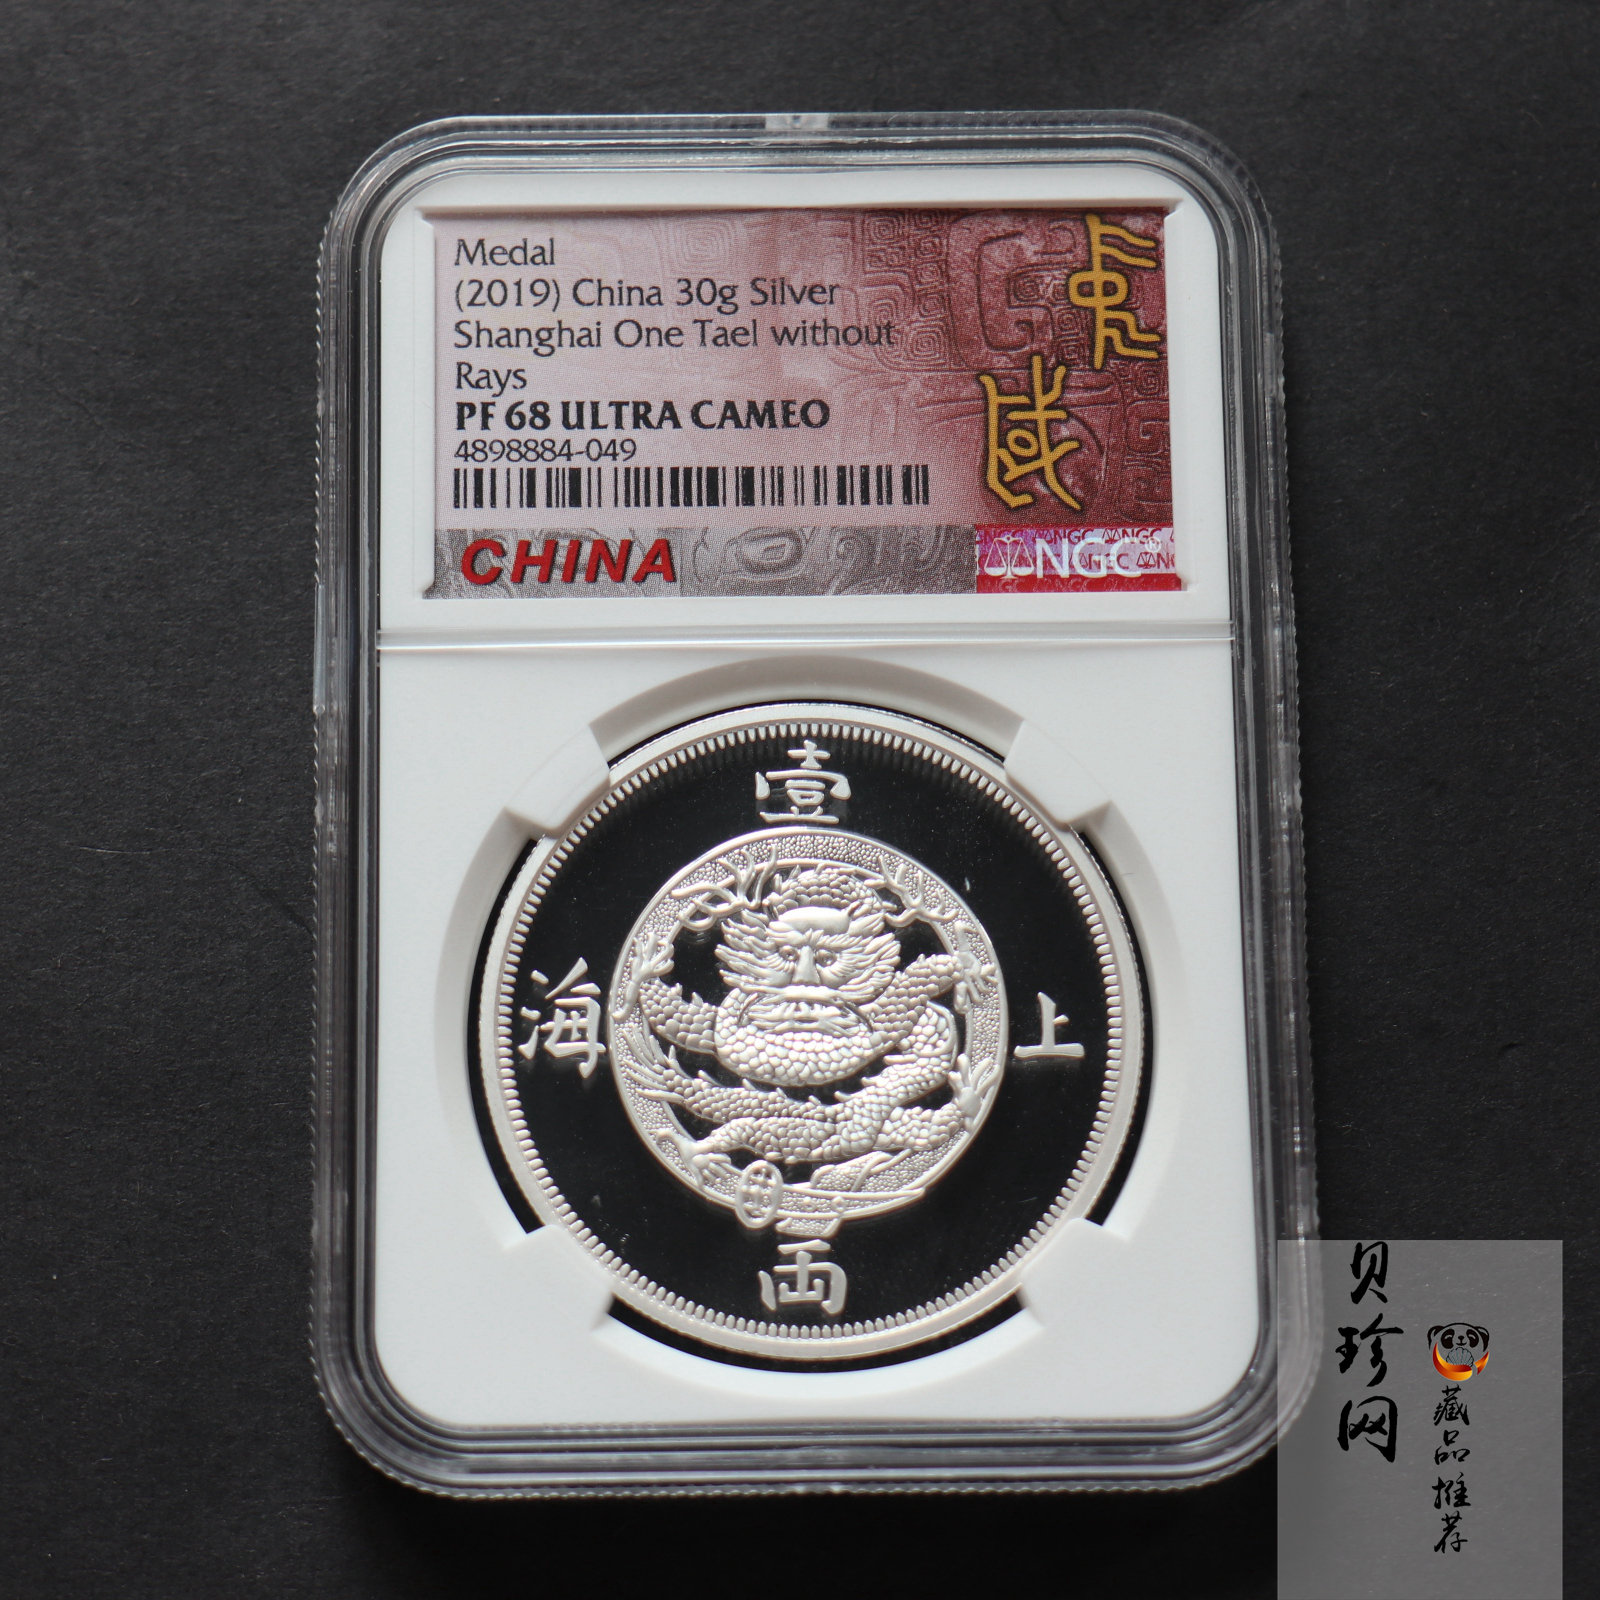 Medal
(2019) China 30g Silver
Shanghai One Tael without
Rays
PF 68 ULTRA CAMEO
4898884-049
CHINA
NGC
壹
海
上
两
贝珍网
藏品推荐